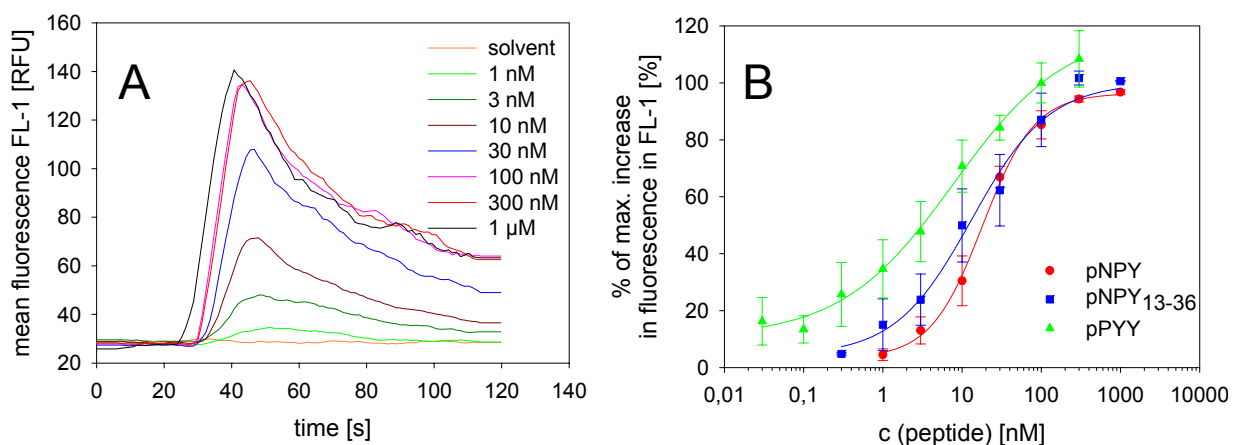 A
mean fluorescence FL-1 [RFU]
160
140
120
100
80
60
40
20
0 20 40 60 80 100 120 140
time [s]
solvent
1 nM
3 nM
10 nM
30 nM
100 nM
300 nM
1 µM
B
% of max. increase
in fluorescence in FL-1 [%]
120
100
80
60
40
20
0
0,01 0,1 1 10 100 1000
c (peptide) [nM]
pNPY
pNPY13-36
pPYY